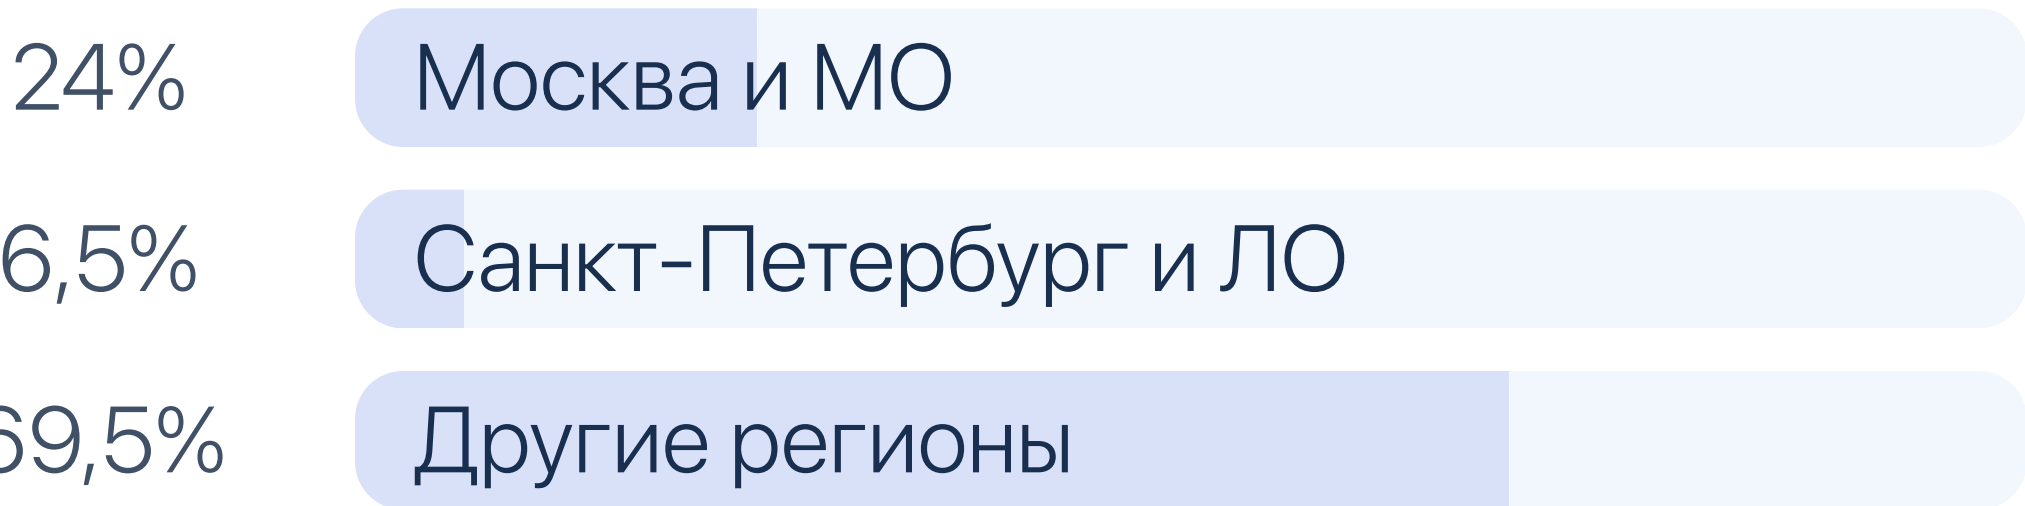 24% Москва и МО
6,5% Санкт-Петербург и ЛО
69,5% Другие регионы